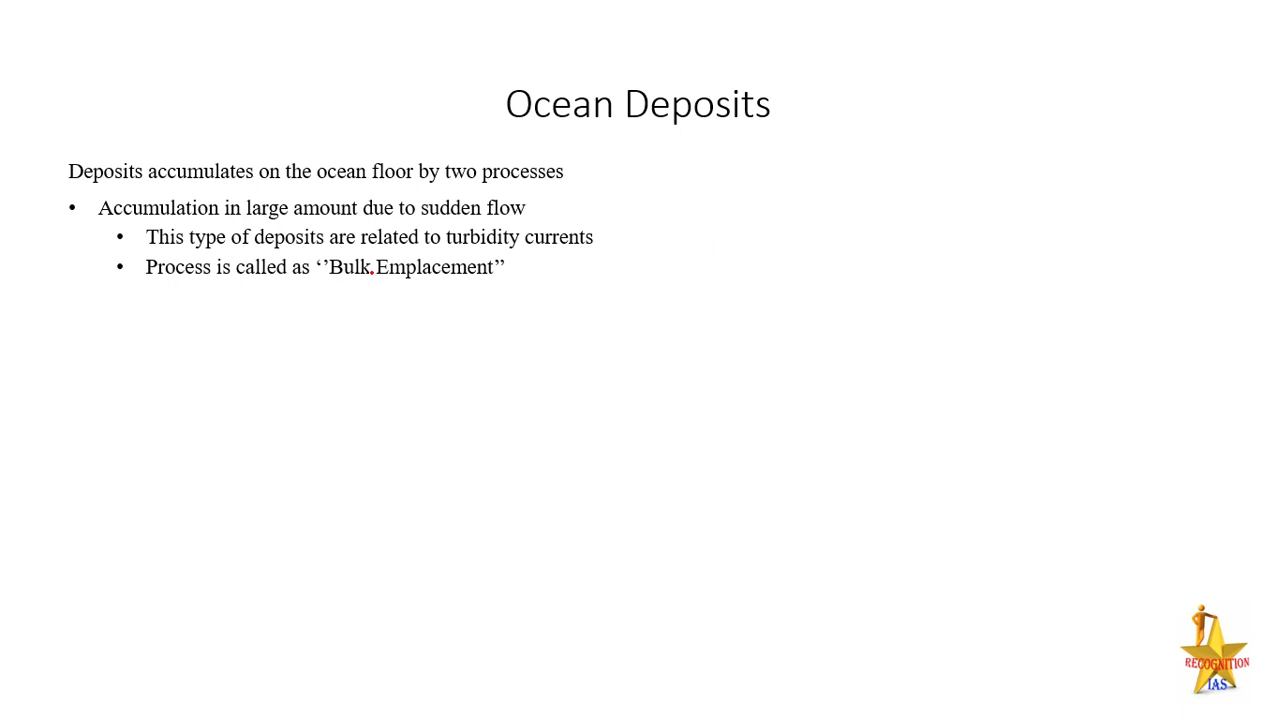 Ocean Deposits
Deposits accumulates on the ocean floor by two processes
• Accumulation in large amount due to sudden flow
• This type of deposits are related to turbidity currents
• Process is called as ‘’Bulk Emplacement’’
RECOGNITION
IAS